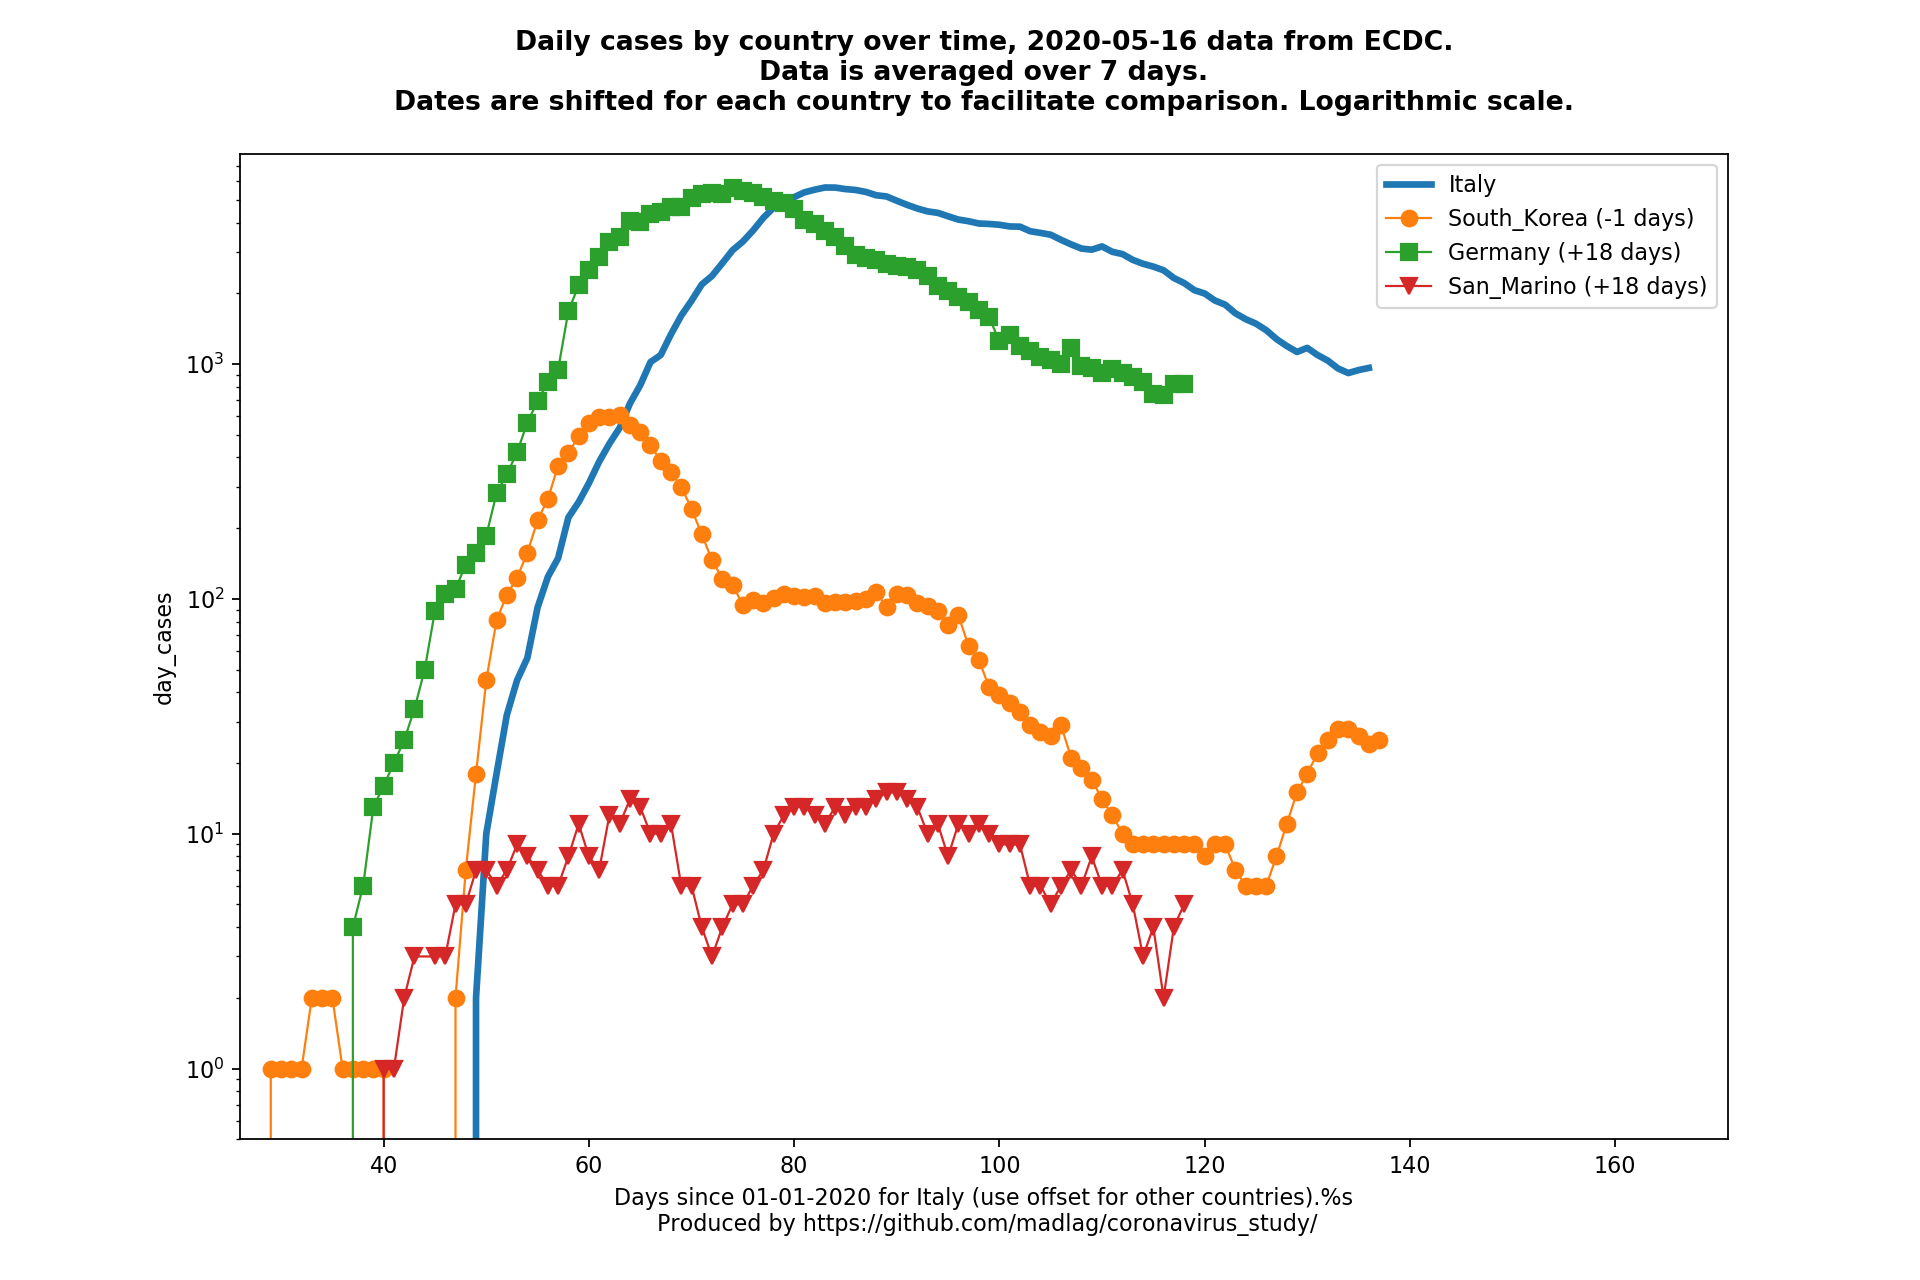 Daily cases by country over time, 2020-05-16 data from ECDC.
Data is averaged over 7 days.
Dates are shifted for each country to facilitate comparison. Logarithmic scale.
Italy
South_Korea (-1 days)
Germany (+18 days)
San_Marino (+18 days)
day_cases
10³
10²
10¹
10⁰
40 60 80 100 120 140 160
Days since 01-01-2020 for Italy (use offset for other countries).%s
Produced by https://github.com/madlag/coronavirus_study/